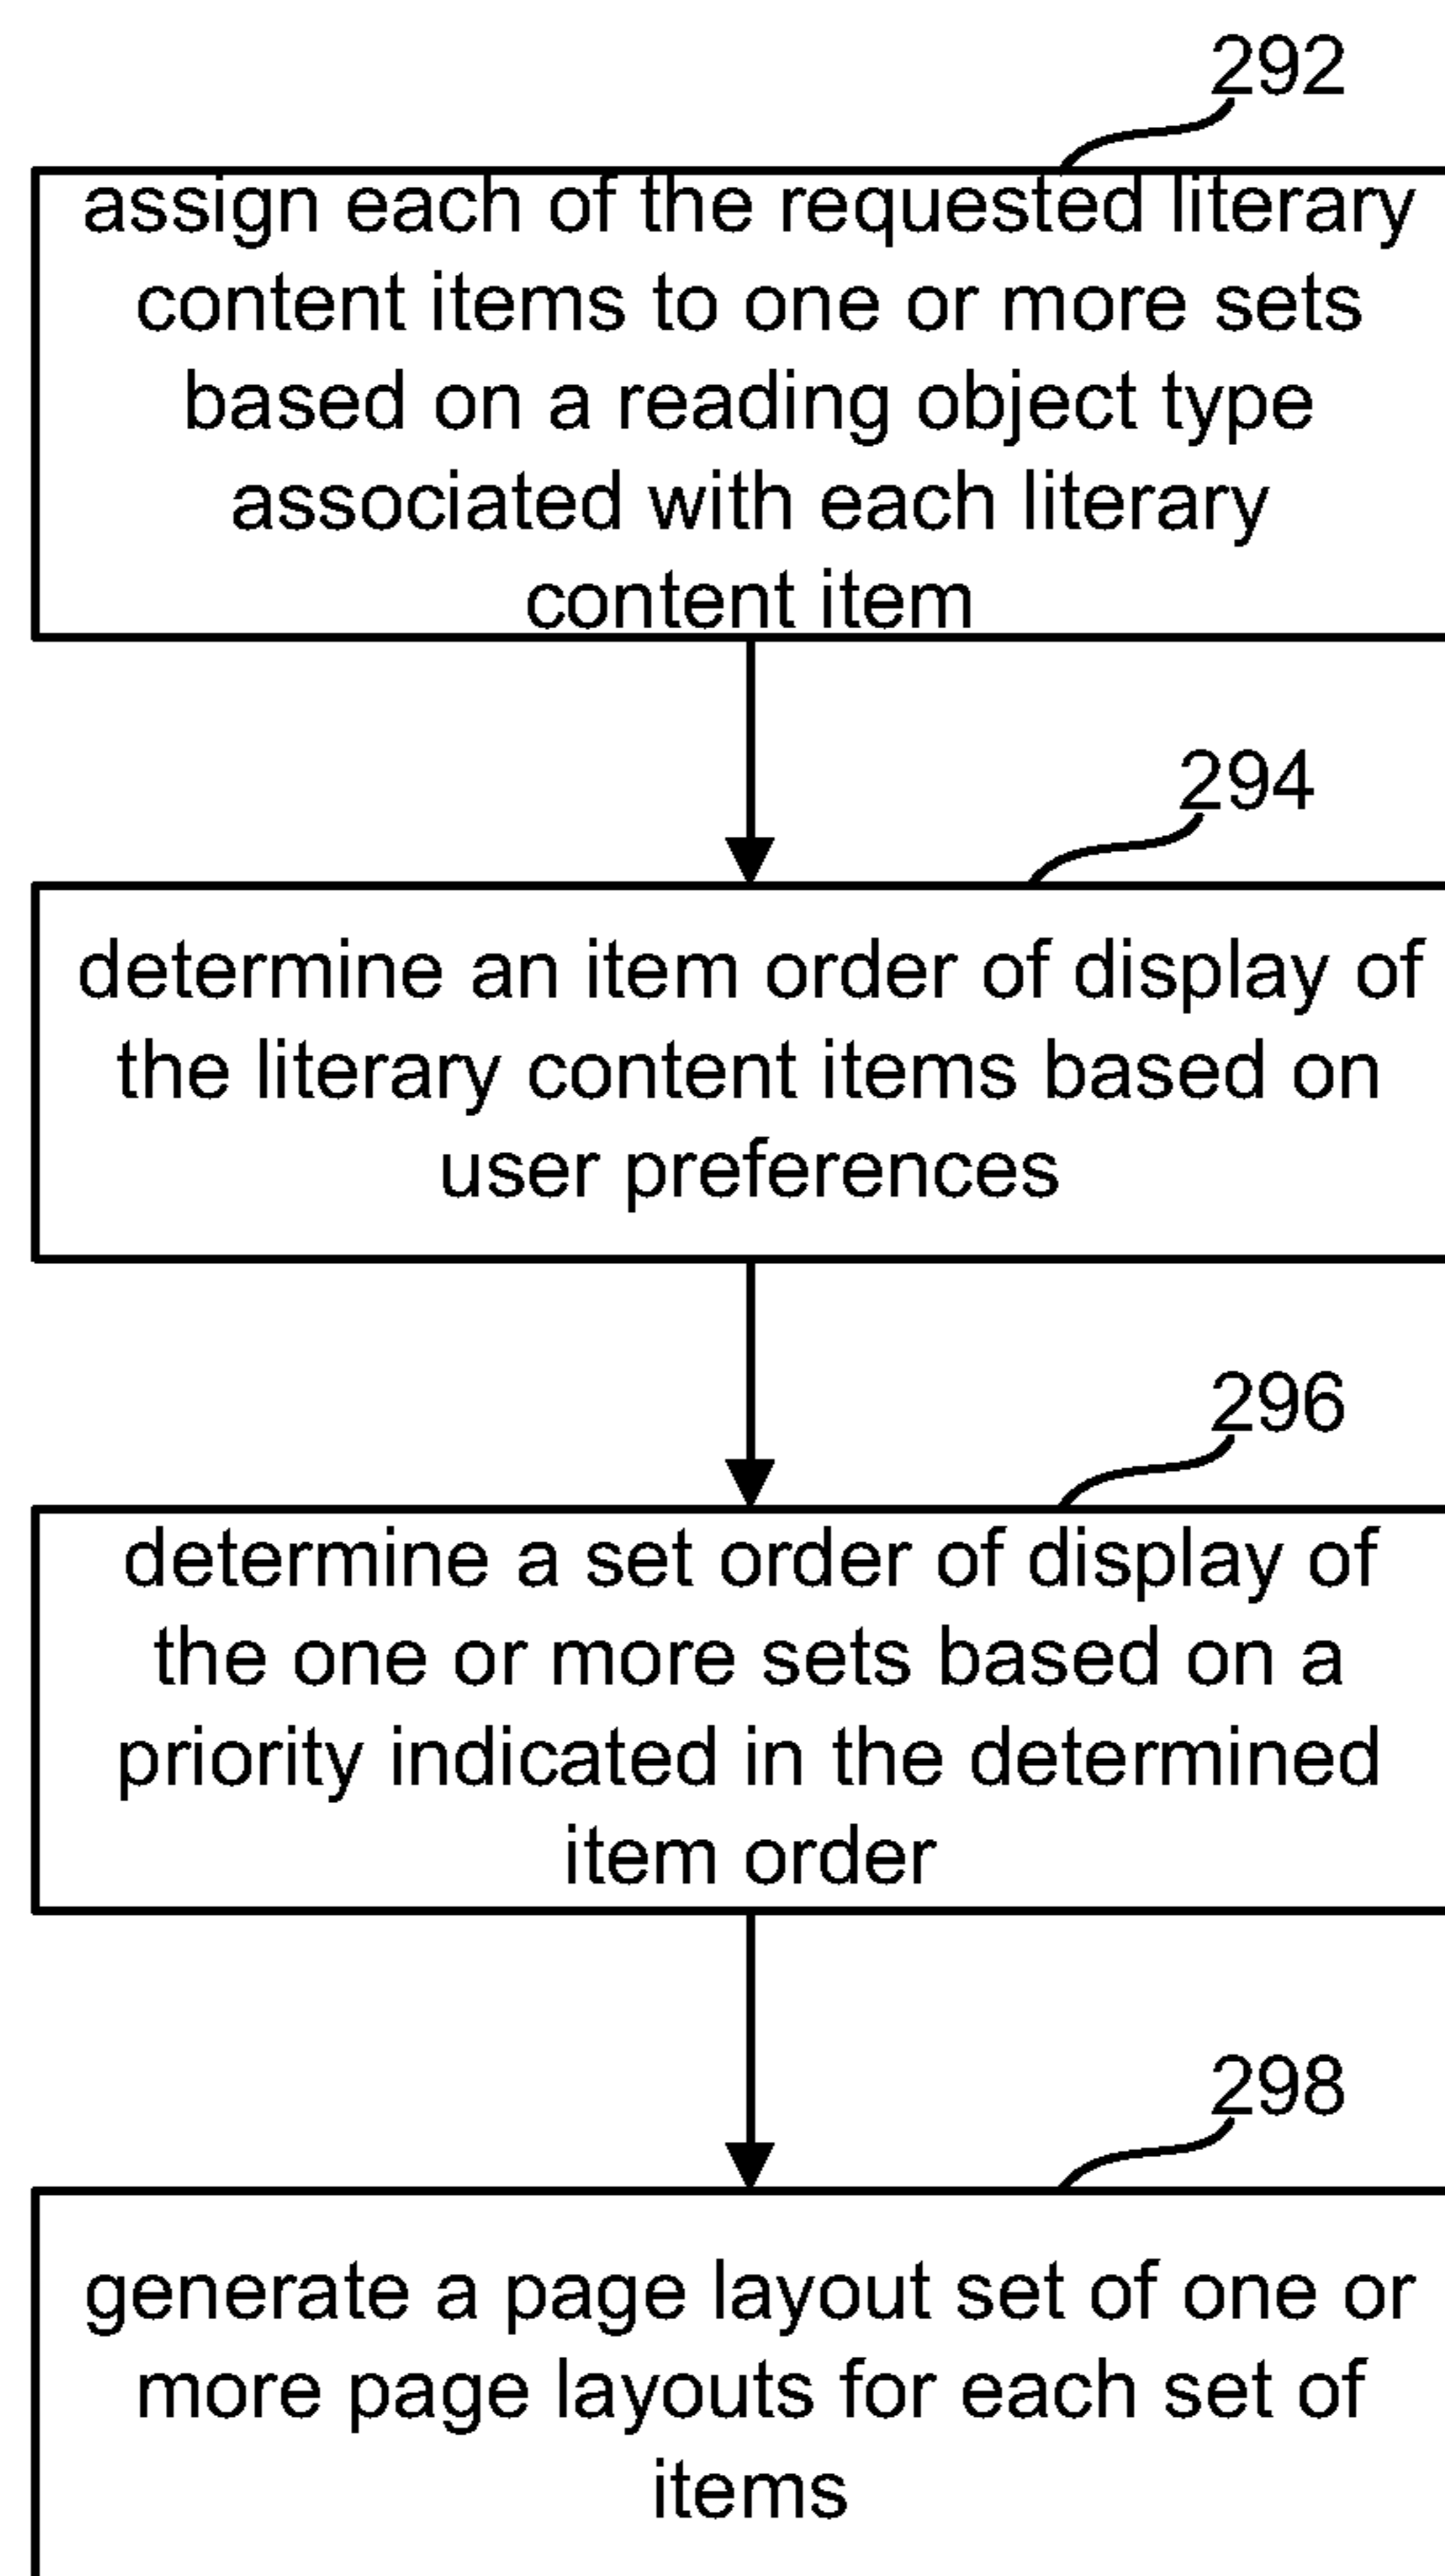 292
assign each of the requested literary
content items to one or more sets
based on a reading object type
associated with each literary
content item
294
determine an item order of display of
the literary content items based on
user preferences
296
determine a set order of display of
the one or more sets based on a
priority indicated in the determined
item order
298
generate a page layout set of one or
more page layouts for each set of
items